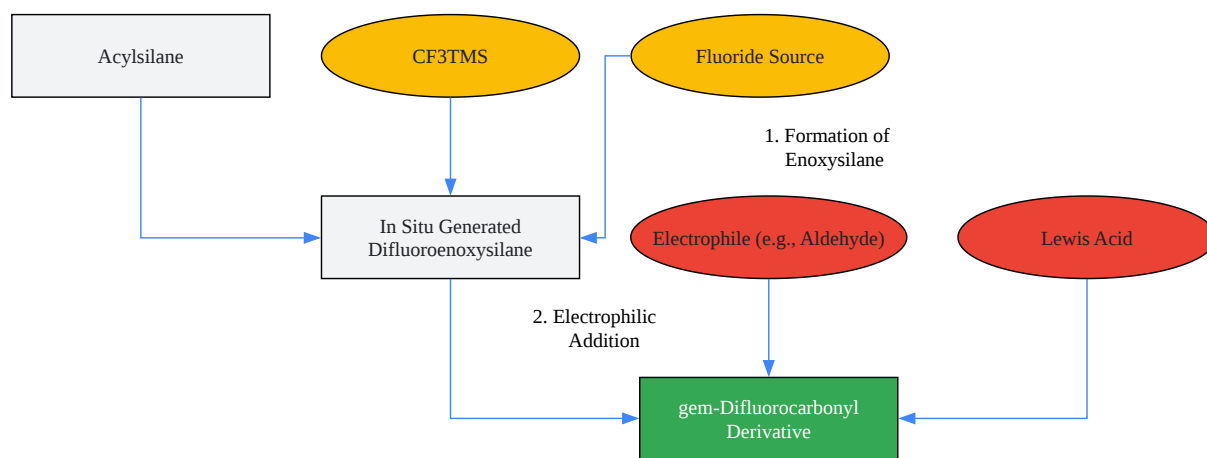 Acylsilane
CF3TMS
Fluoride Source
1. Formation of
Enoxysilane
In Situ Generated
Difluoroenoxysilane
Electrophile (e.g., Aldehyde)
Lewis Acid
2. Electrophilic
Addition
gem-Difluorocarbonyl
Derivative